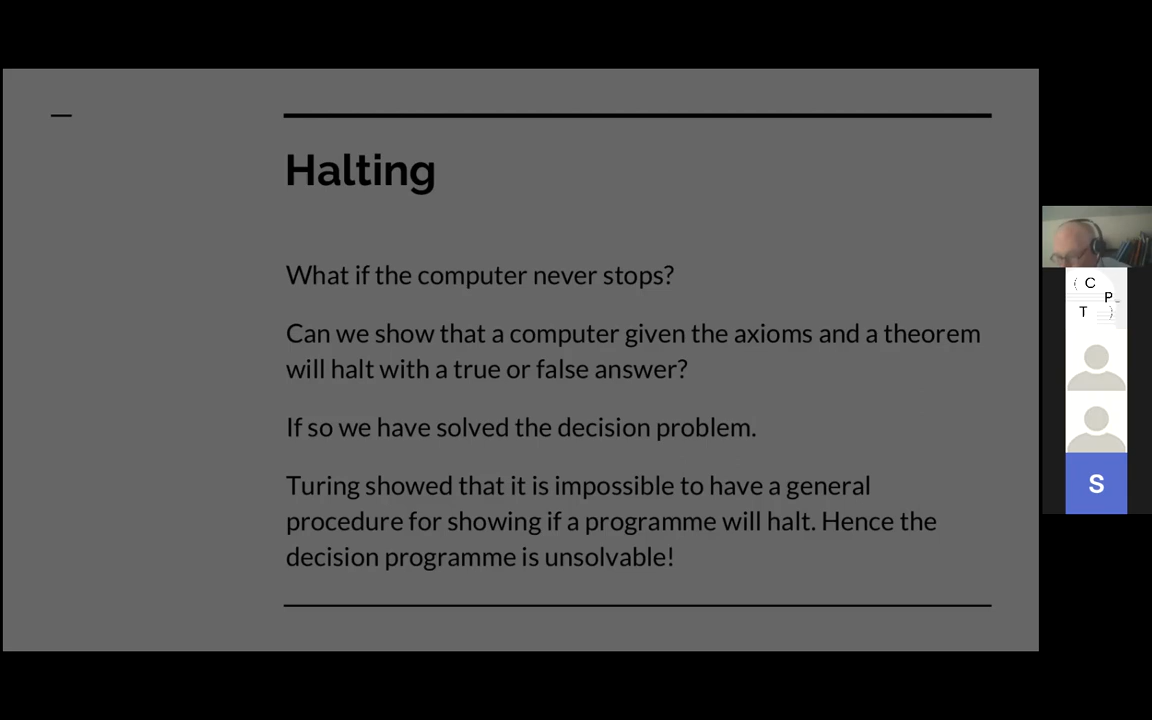 Halting
What if the computer never stops?
Can we show that a computer given the axioms and a theorem
will halt with a true or false answer?
If so we have solved the decision problem.
Turing showed that it is impossible to have a general
procedure for showing if a programme will halt. Hence the
decision programme is unsolvable!
C
P
T
S